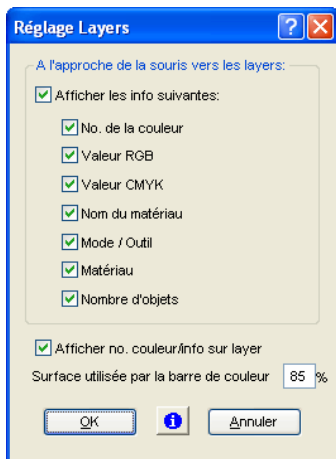 Réglage Layers
A l'approche de la souris vers les layers:
Afficher les info suivantes:
No. de la couleur
Valeur RGB
Valeur CMYK
Nom du matériau
Mode / Outil
Matériau
Nombre d'objets
Afficher no. couleur/info sur layer
Surface utilisée par la barre de couleur 85 %
OK Annuler